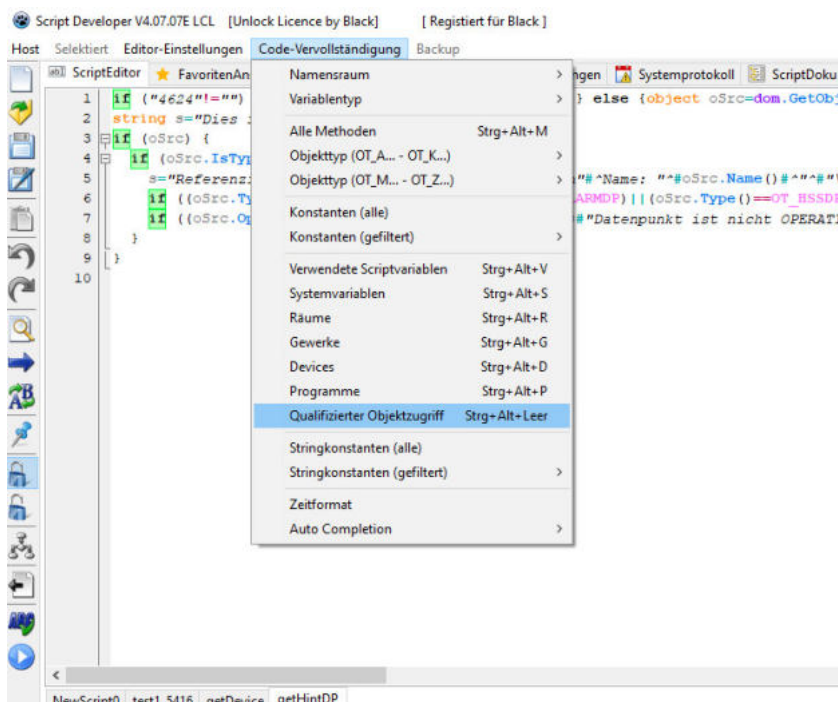 Script Developer V4.07.07E LCL [Unlock Licence by Black] [ Registiert für Black ]
Host Selektiert Editor-Einstellungen Code-Vervollständigung Backup
ScriptEditor FavoritenAn ngen Systemprotokoll ScriptDoku
1 if ("4624"!="") } else {object oSrc=dom.GetObj
2 string s="Dies
3 if (oSrc) {
4 if (oSrc.IsTyp
5 s="Referenzi "#^Name: "^#oSrc.Name()#^"^#"
6 if ((oSrc.Ty ARMDP)||(oSrc.Type()==OT_HSSDP
7 if ((oSrc.Op #"Datenpunkt ist nicht OPERATI
8 }
9 }
10
Namensraum
Variablentyp
Alle Methoden Strg+Alt+M
Objekttyp (OT_A... - OT_K...)
Objekttyp (OT_M... - OT_Z...)
Konstanten (alle)
Konstanten (gefiltert)
Verwendete Scriptvariablen Strg+Alt+V
Systemvariablen Strg+Alt+S
Räume Strg+Alt+R
Gewerke Strg+Alt+G
Devices Strg+Alt+D
Programme Strg+Alt+P
Qualifizierter Objektzugriff Strg+Alt+Leer
Stringkonstanten (alle)
Stringkonstanten (gefiltert)
Zeitformat
Auto Completion
NewScript0 test1_5416 getDevice getHintDP